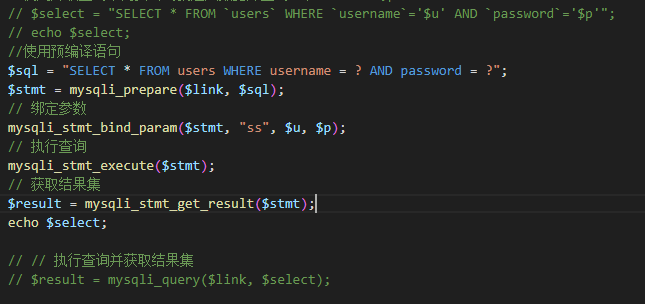 // $select = "SELECT * FROM `users` WHERE `username`='$u' AND `password`='$p'";
// echo $select;
//使用预编译语句
$sql = "SELECT * FROM users WHERE username = ? AND password = ?";
$stmt = mysqli_prepare($link, $sql);
// 绑定参数
mysqli_stmt_bind_param($stmt, "ss", $u, $p);
// 执行查询
mysqli_stmt_execute($stmt);
// 获取结果集
$result = mysqli_stmt_get_result($stmt);
echo $select;
// // 执行查询并获取结果集
// $result = mysqli_query($link, $select);